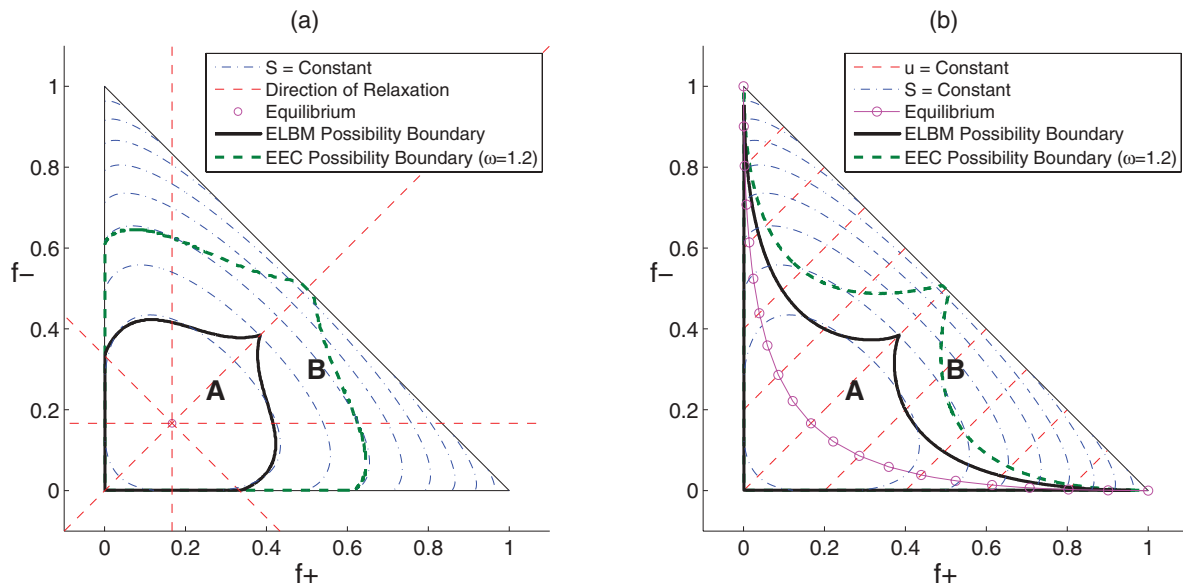 (a)
S = Constant
Direction of Relaxation
Equilibrium
ELBM Possibility Boundary
EEC Possibility Boundary (ω=1.2)
1
0.8
0.6
f−
0.4
0.2
0
A
B
0
0.2
0.4
0.6
0.8
1
f+
(b)
u = Constant
S = Constant
Equilibrium
ELBM Possibility Boundary
EEC Possibility Boundary (ω=1.2)
1
0.8
0.6
f−
0.4
0.2
0
A
B
0
0.2
0.4
0.6
0.8
1
f+